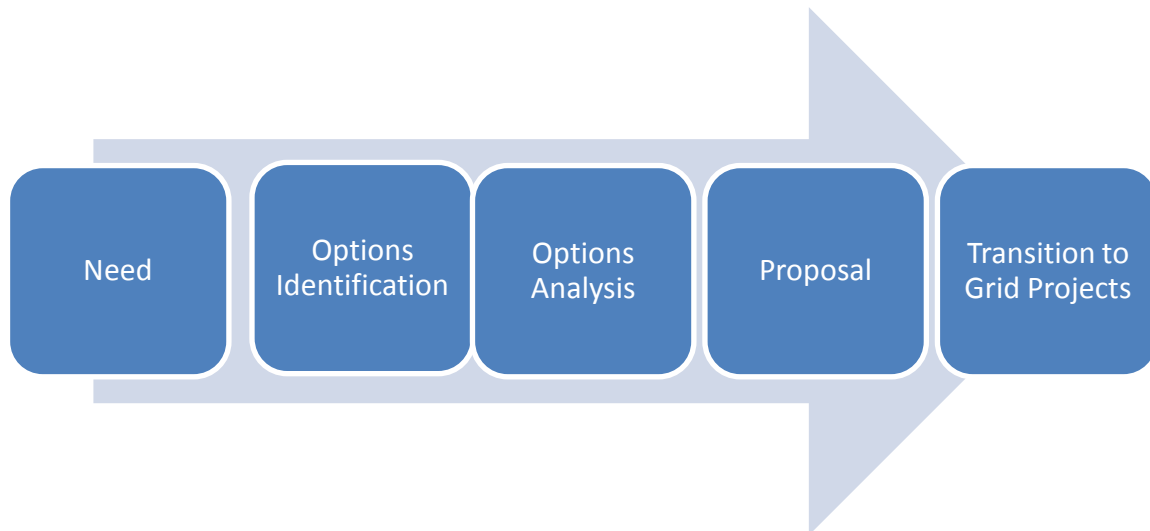 Need
Options
Identification
Options
Analysis
Proposal
Transition to
Grid Projects